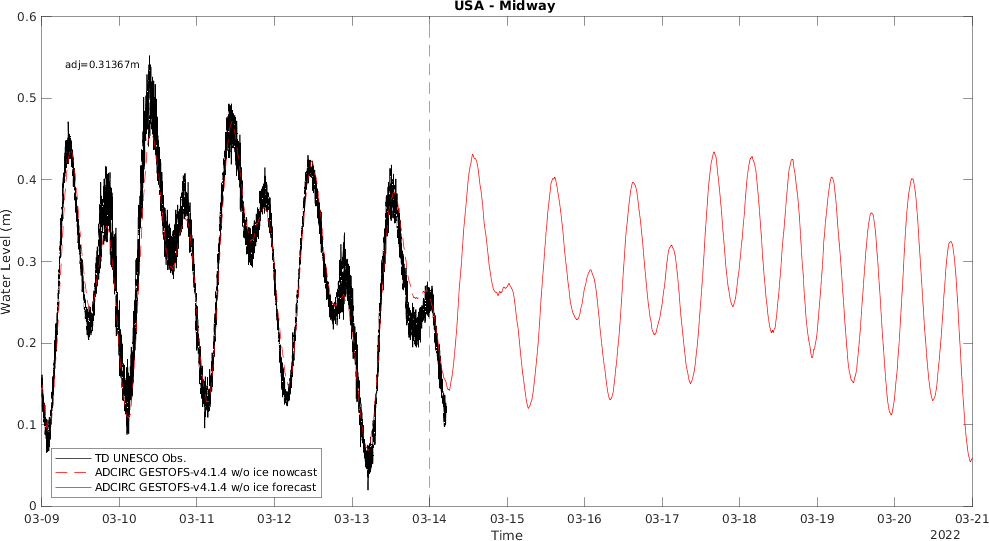 USA - Midway
adj=0.31367m
Water Level (m)
0.6
0.5
0.4
0.3
0.2
0.1
0
TD UNESCO Obs.
ADCIRC GESTOFS-v4.1.4 w/o ice nowcast
ADCIRC GESTOFS-v4.1.4 w/o ice forecast
03-09 03-10 03-11 03-12 03-13 03-14 03-15 03-16 03-17 03-18 03-19 03-20 03-21
Time
2022